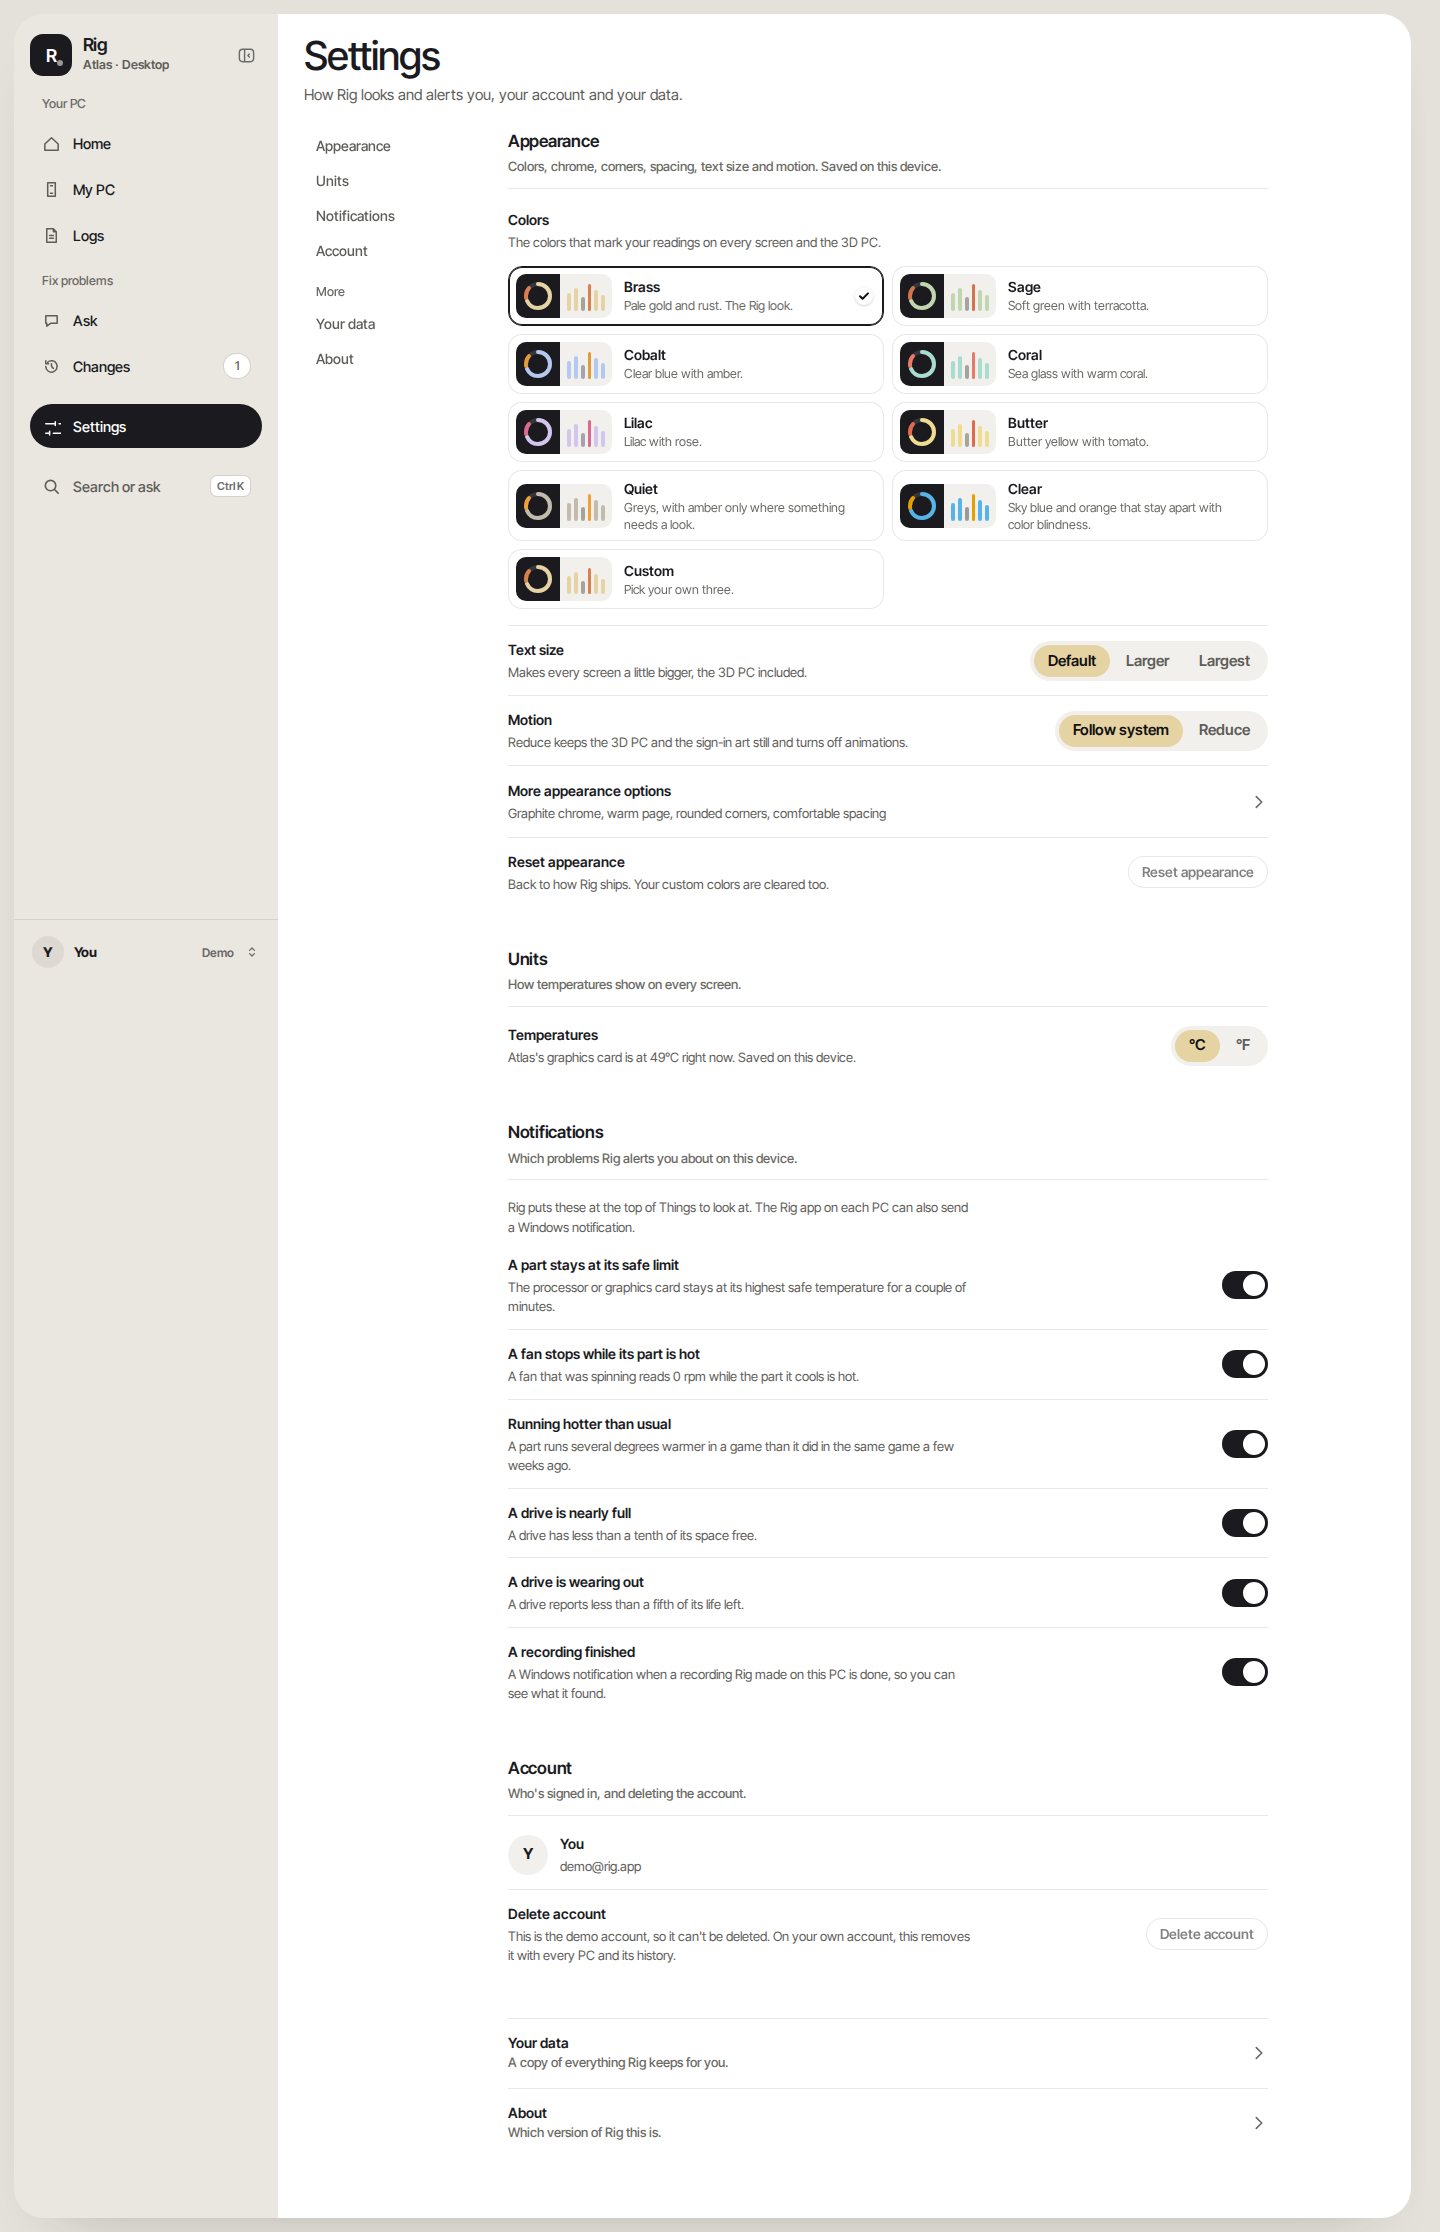 R
Rig
Atlas · Desktop
Your PC
Home
My PC
Logs
Fix problems
Ask
Changes
1
Settings
Search or ask
Ctrl K
Y
You
Demo
Settings
How Rig looks and alerts you, your account and your data.
Appearance
Units
Notifications
Account
More
Your data
About
Appearance
Colors, chrome, corners, spacing, text size and motion. Saved on this device.
Colors
The colors that mark your readings on every screen and the 3D PC.
Brass
Pale gold and rust. The Rig look.
Sage
Soft green with terracotta.
Cobalt
Clear blue with amber.
Coral
Sea glass with warm coral.
Lilac
Lilac with rose.
Butter
Butter yellow with tomato.
Quiet
Greys, with amber only where something
needs a look.
Clear
Sky blue and orange that stay apart with
color blindness.
Custom
Pick your own three.
Text size
Makes every screen a little bigger, the 3D PC included.
Default
Larger
Largest
Motion
Reduce keeps the 3D PC and the sign-in art still and turns off animations.
Follow system
Reduce
More appearance options
Graphite chrome, warm page, rounded corners, comfortable spacing
Reset appearance
Back to how Rig ships. Your custom colors are cleared too.
Reset appearance
Units
How temperatures show on every screen.
Temperatures
Atlas's graphics card is at 49°C right now. Saved on this device.
°C
°F
Notifications
Which problems Rig alerts you about on this device.
Rig puts these at the top of Things to look at. The Rig app on each PC can also send
a Windows notification.
A part stays at its safe limit
The processor or graphics card stays at its highest safe temperature for a couple of
minutes.
A fan stops while its part is hot
A fan that was spinning reads 0 rpm while the part it cools is hot.
Running hotter than usual
A part runs several degrees warmer in a game than it did in the same game a few
weeks ago.
A drive is nearly full
A drive has less than a tenth of its space free.
A drive is wearing out
A drive reports less than a fifth of its life left.
A recording finished
A Windows notification when a recording Rig made on this PC is done, so you can
see what it found.
Account
Who's signed in, and deleting the account.
Y
You
demo@rig.app
Delete account
This is the demo account, so it can't be deleted. On your own account, this removes
it with every PC and its history.
Delete account
Your data
A copy of everything Rig keeps for you.
About
Which version of Rig this is.